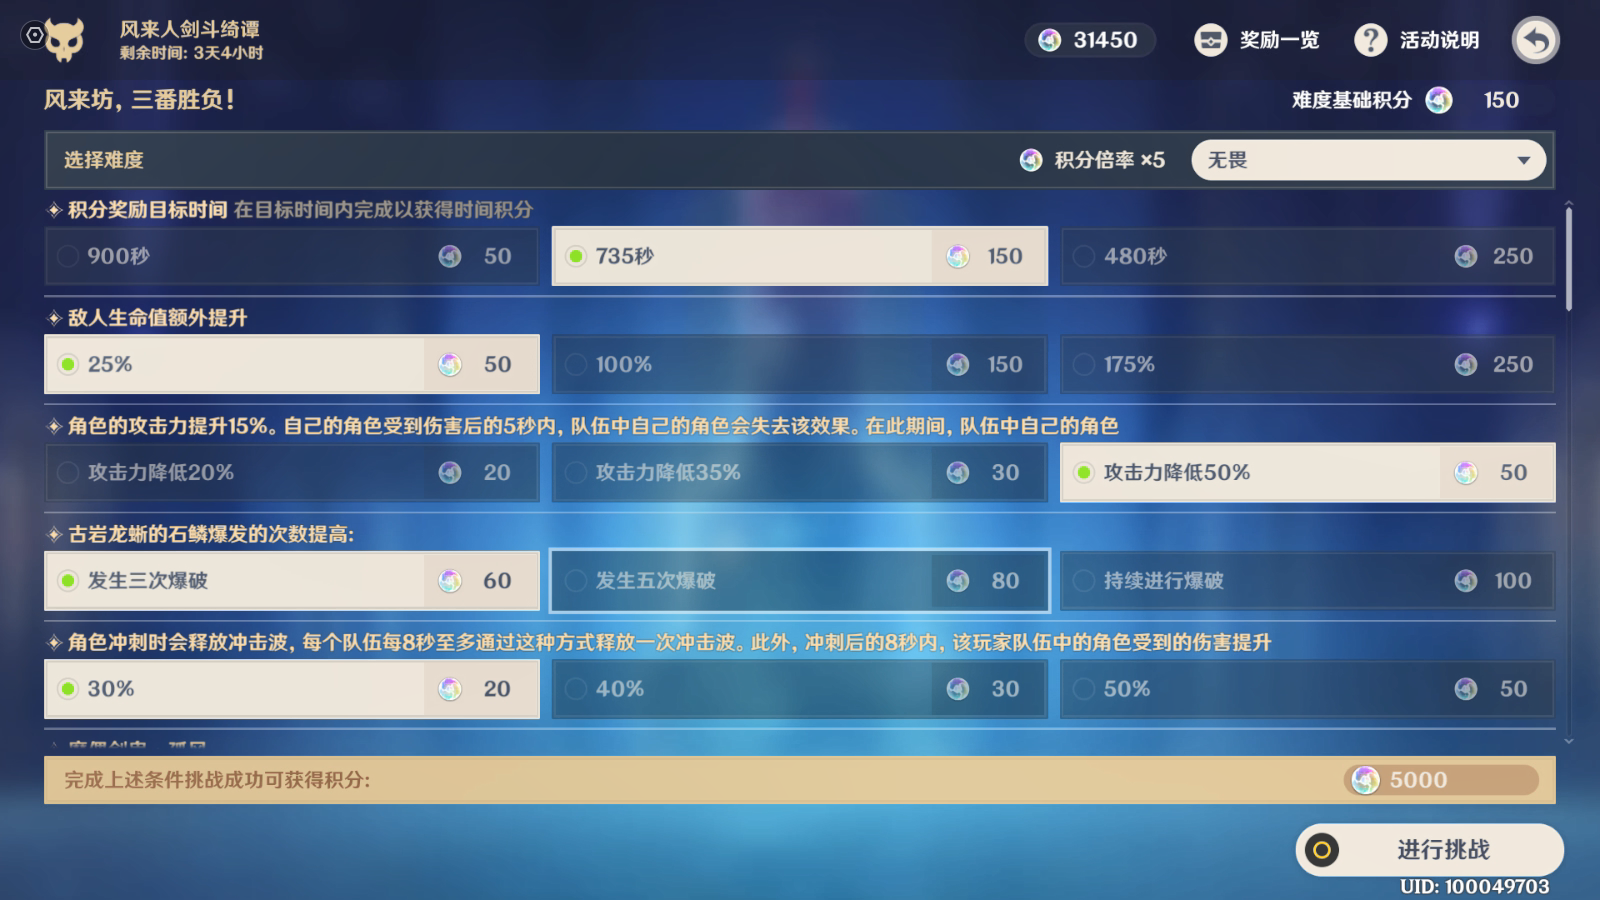 风来人剑斗绮谭
剩余时间: 3天4小时
31450
奖励一览
活动说明
风来坊，三番胜负！
难度基础积分 150
选择难度
积分倍率 ×5
无畏
积分奖励目标时间 在目标时间内完成以获得时间积分
900秒 50
735秒 150
480秒 250
敌人生命值额外提升
25% 50
100% 150
175% 250
角色的攻击力提升15%。自己的角色受到伤害后的5秒内，队伍中自己的角色会失去该效果。在此期间，队伍中自己的角色
攻击力降低20% 20
攻击力降低35% 30
攻击力降低50% 50
古岩龙蜥的石鳞爆发的次数提高:
发生三次爆破 60
发生五次爆破 80
持续进行爆破 100
角色冲刺时会释放冲击波，每个队伍每8秒至多通过这种方式释放一次冲击波。此外，冲刺后的8秒内，该玩家队伍中的角色受到的伤害提升
30% 20
40% 30
50% 50
完成上述条件挑战成功可获得积分:
5000
进行挑战
UID: 100049703